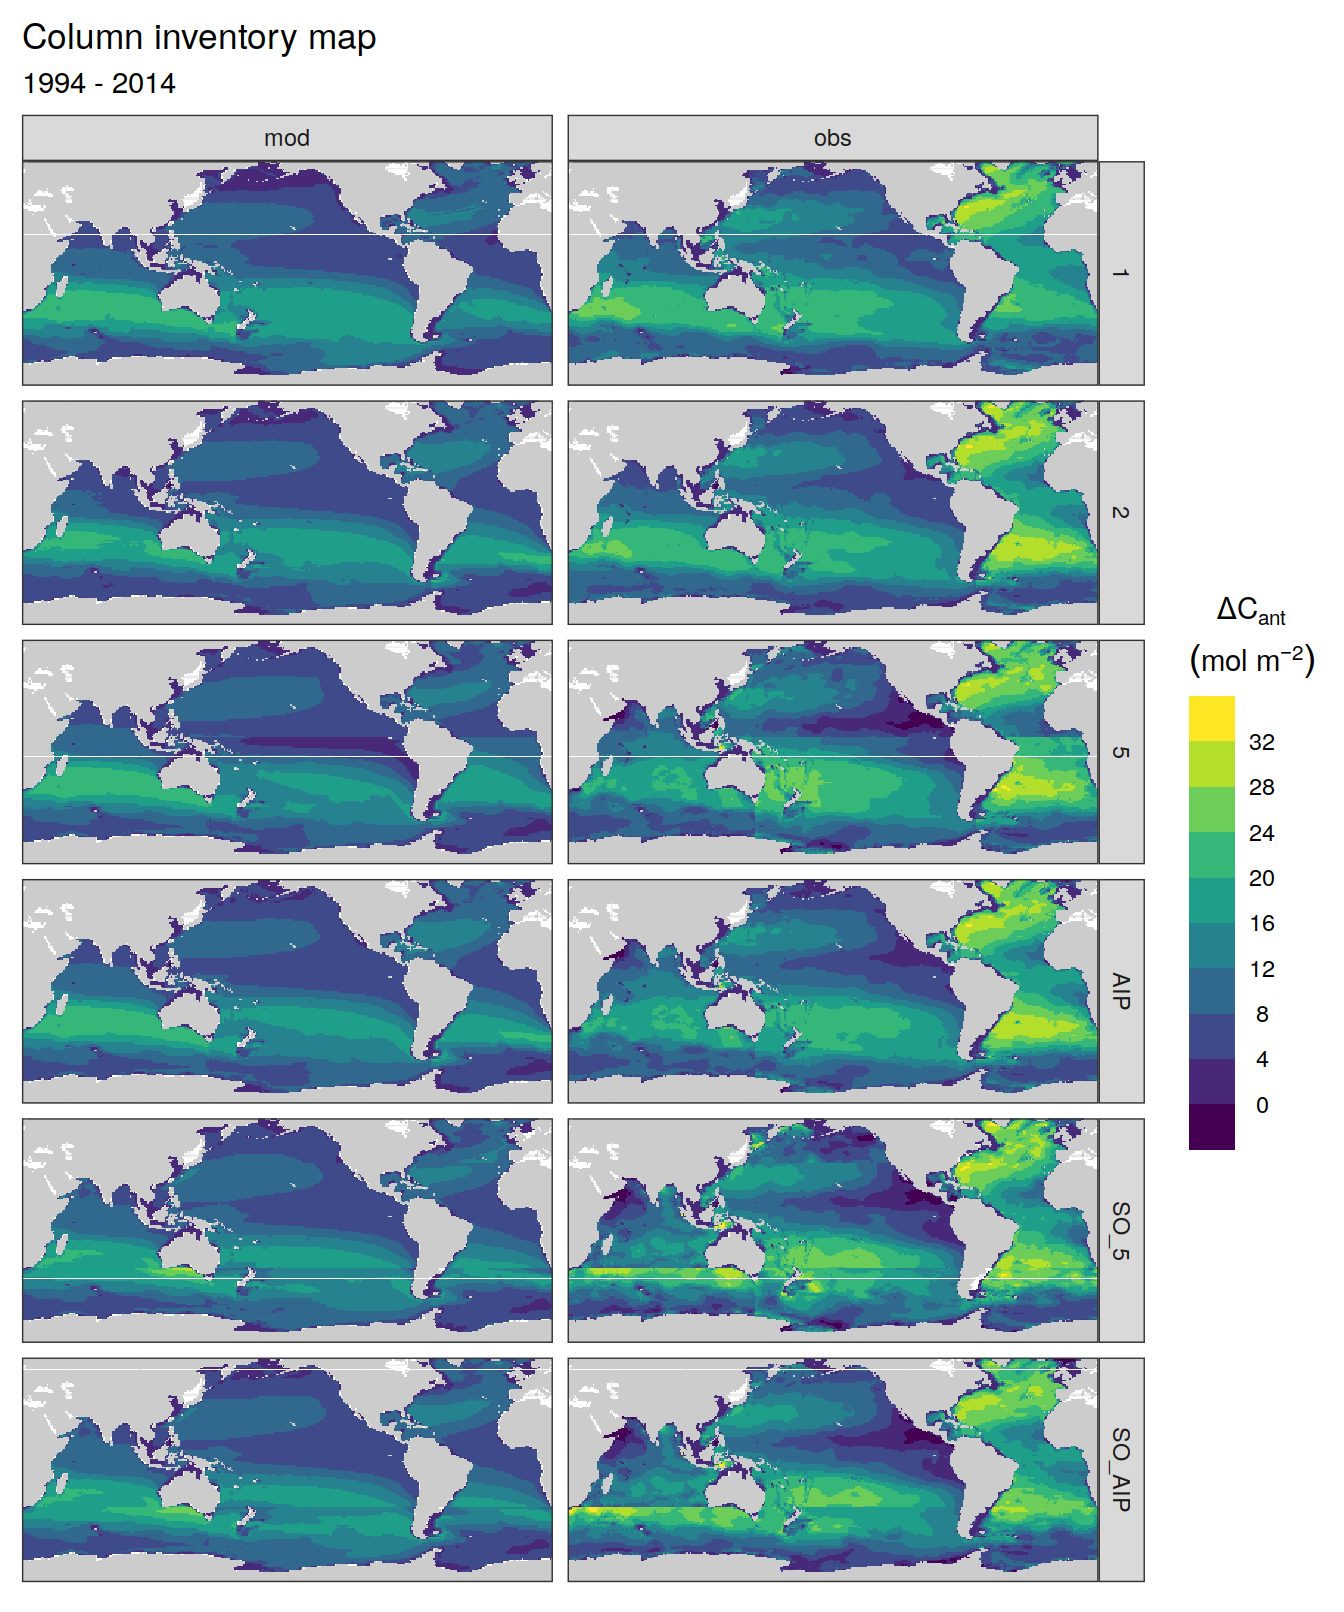 Column inventory map
1994 - 2014
mod
obs
1
2
5
AIP
SO_5
SO_AIP
ΔCant
(mol m−2)
32
28
24
20
16
12
8
4
0